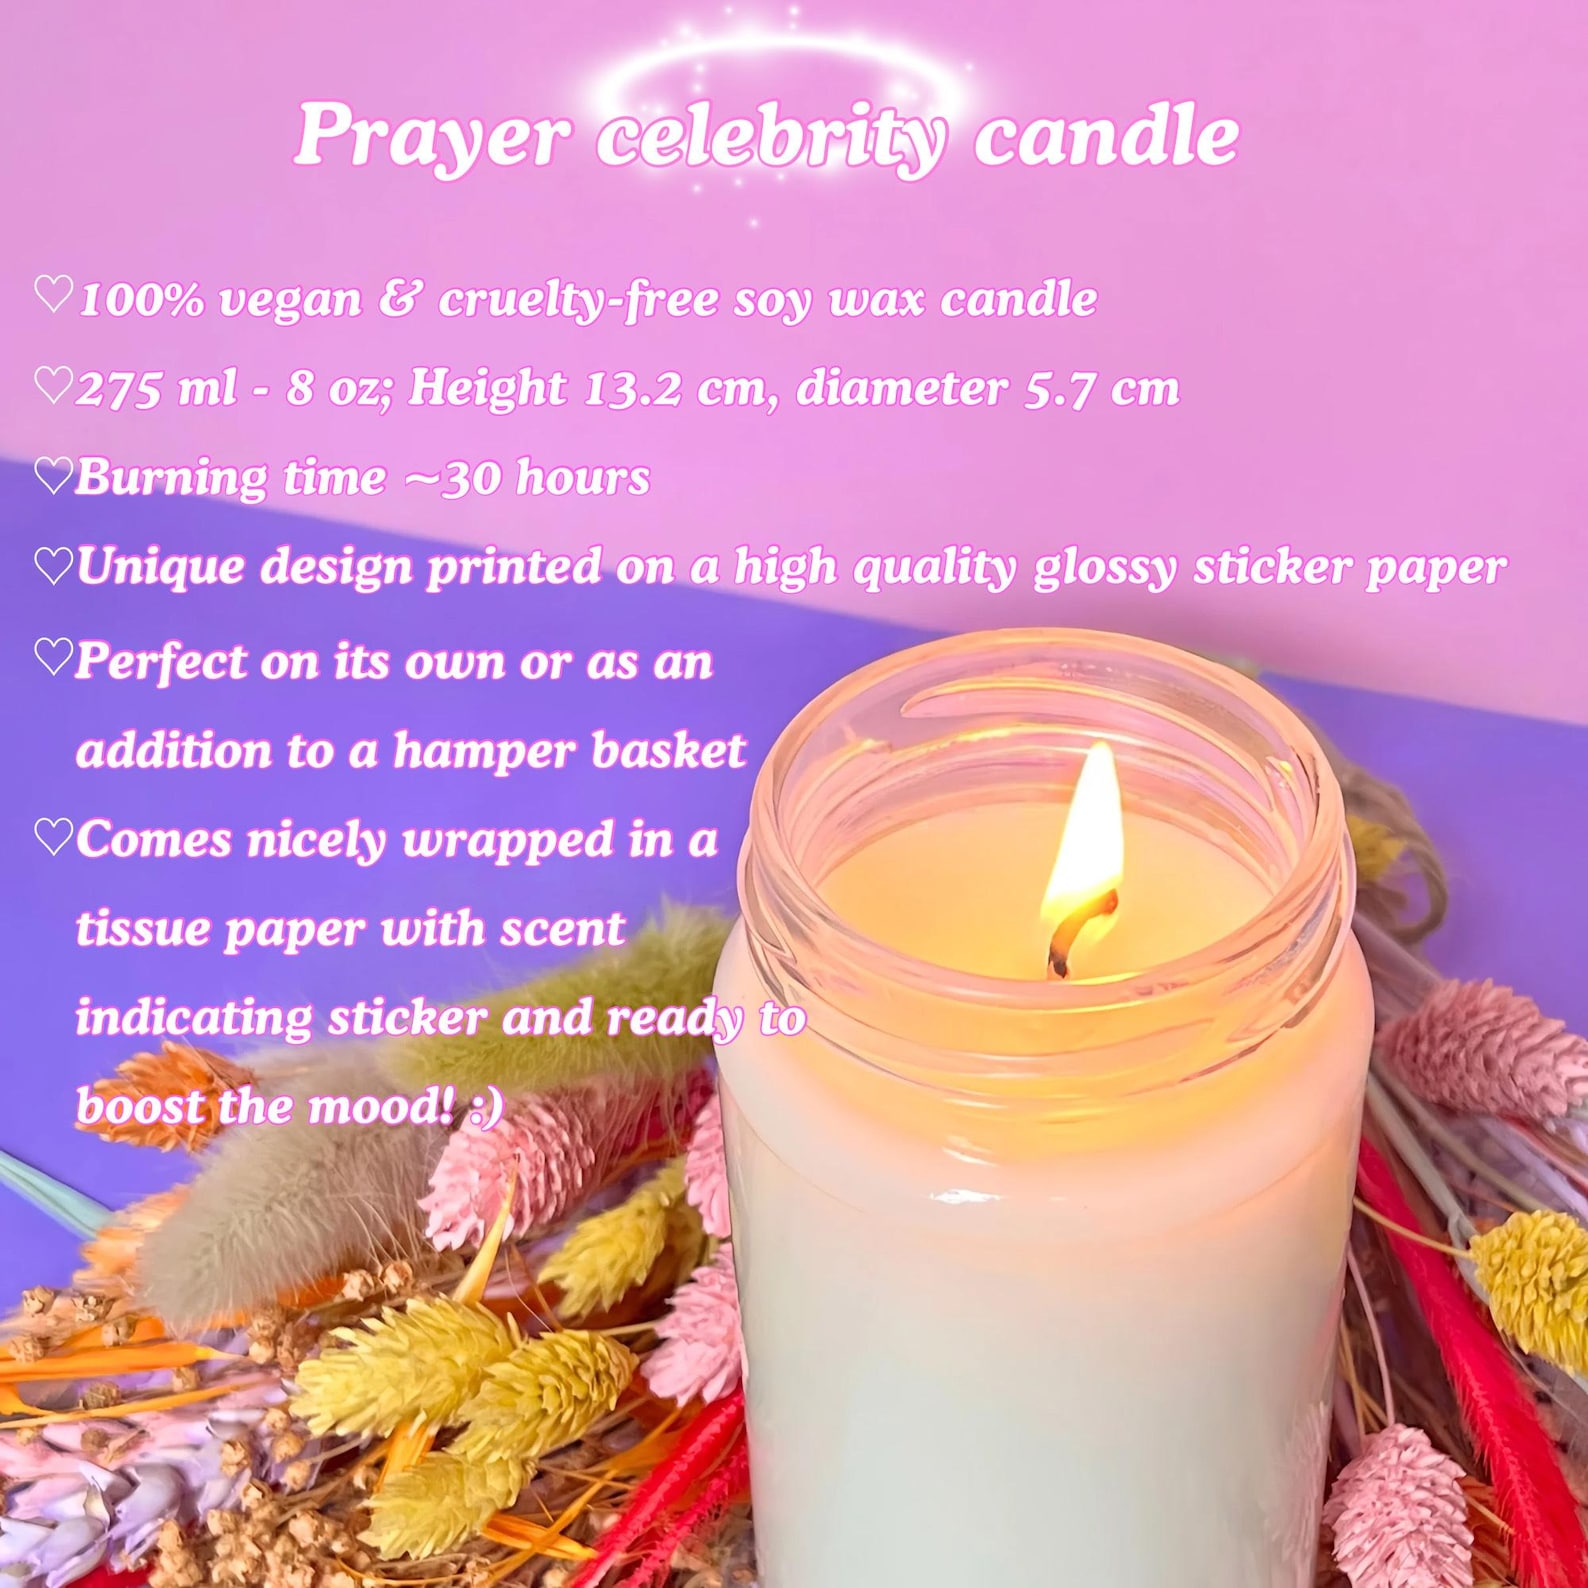 Prayer celebrity candle
♡100% vegan & cruelty-free soy wax candle
♡275 ml - 8 oz; Height 13.2 cm, diameter 5.7 cm
♡Burning time ~30 hours
♡Unique design printed on a high quality glossy sticker paper
♡Perfect on its own or as an
addition to a hamper basket
♡Comes nicely wrapped in a
tissue paper with scent
indicating sticker and ready to
boost the mood! :)